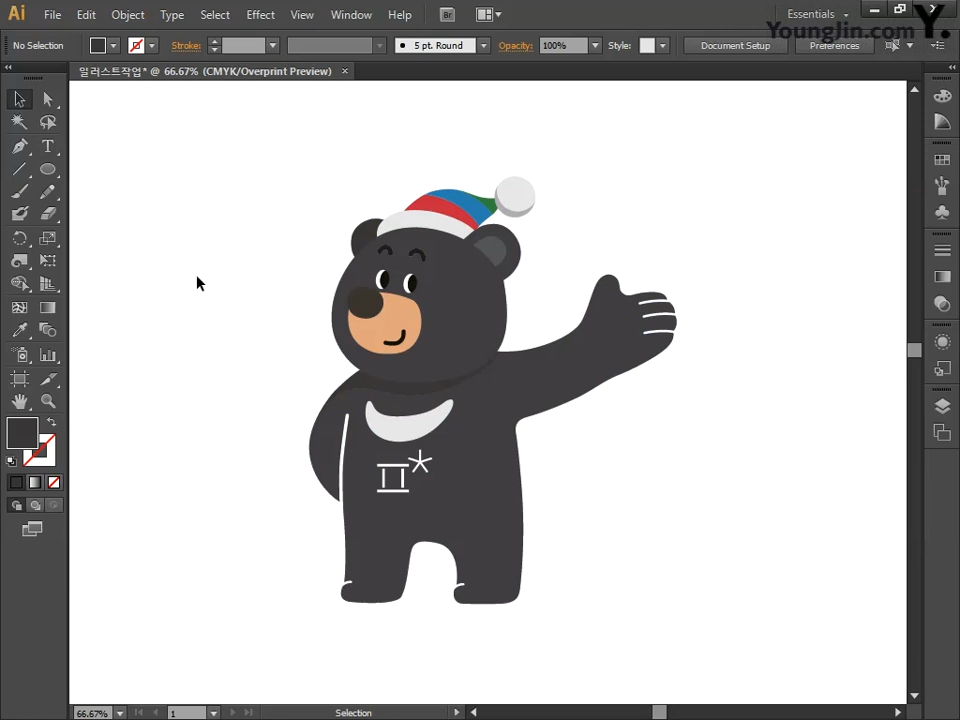 Ai File Edit Object Type Select Effect View Window Help Br Essentials
YoungJin.com Y.
No Selection Stroke: 5 pt. Round Opacity: 100% Style: Document Setup Preferences
일러스트작업* @ 66.67% (CMYK/Overprint Preview) ×
T
ㅍ*
66.67% 1 Selection